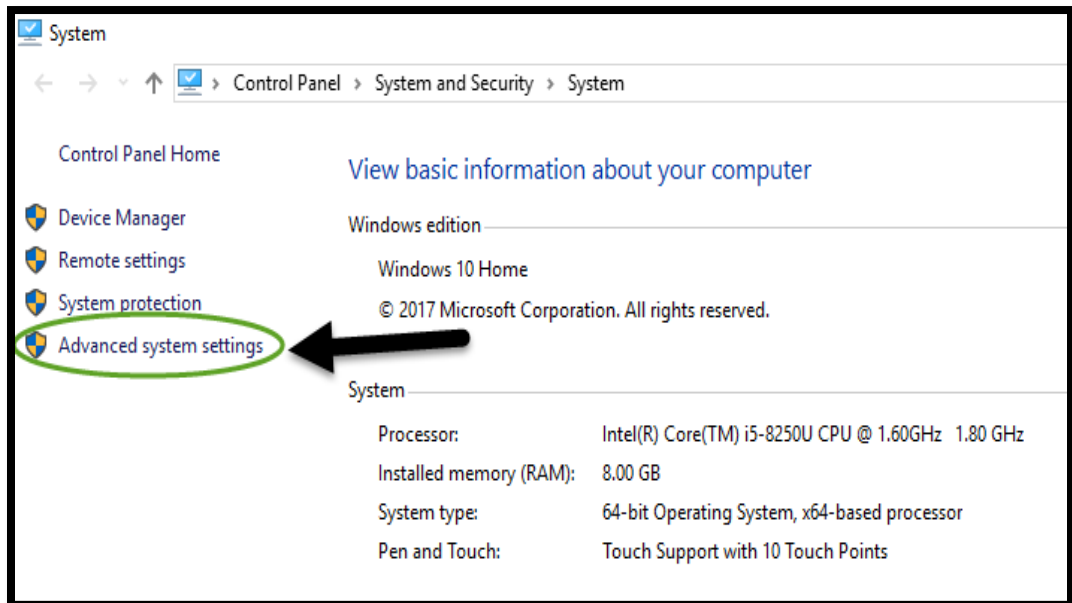 System
Control Panel > System and Security > System
Control Panel Home
Device Manager
Remote settings
System protection
Advanced system settings
View basic information about your computer
Windows edition
Windows 10 Home
© 2017 Microsoft Corporation. All rights reserved.
System
Processor: Intel(R) Core(TM) i5-8250U CPU @ 1.60GHz 1.80 GHz
Installed memory (RAM): 8.00 GB
System type: 64-bit Operating System, x64-based processor
Pen and Touch: Touch Support with 10 Touch Points